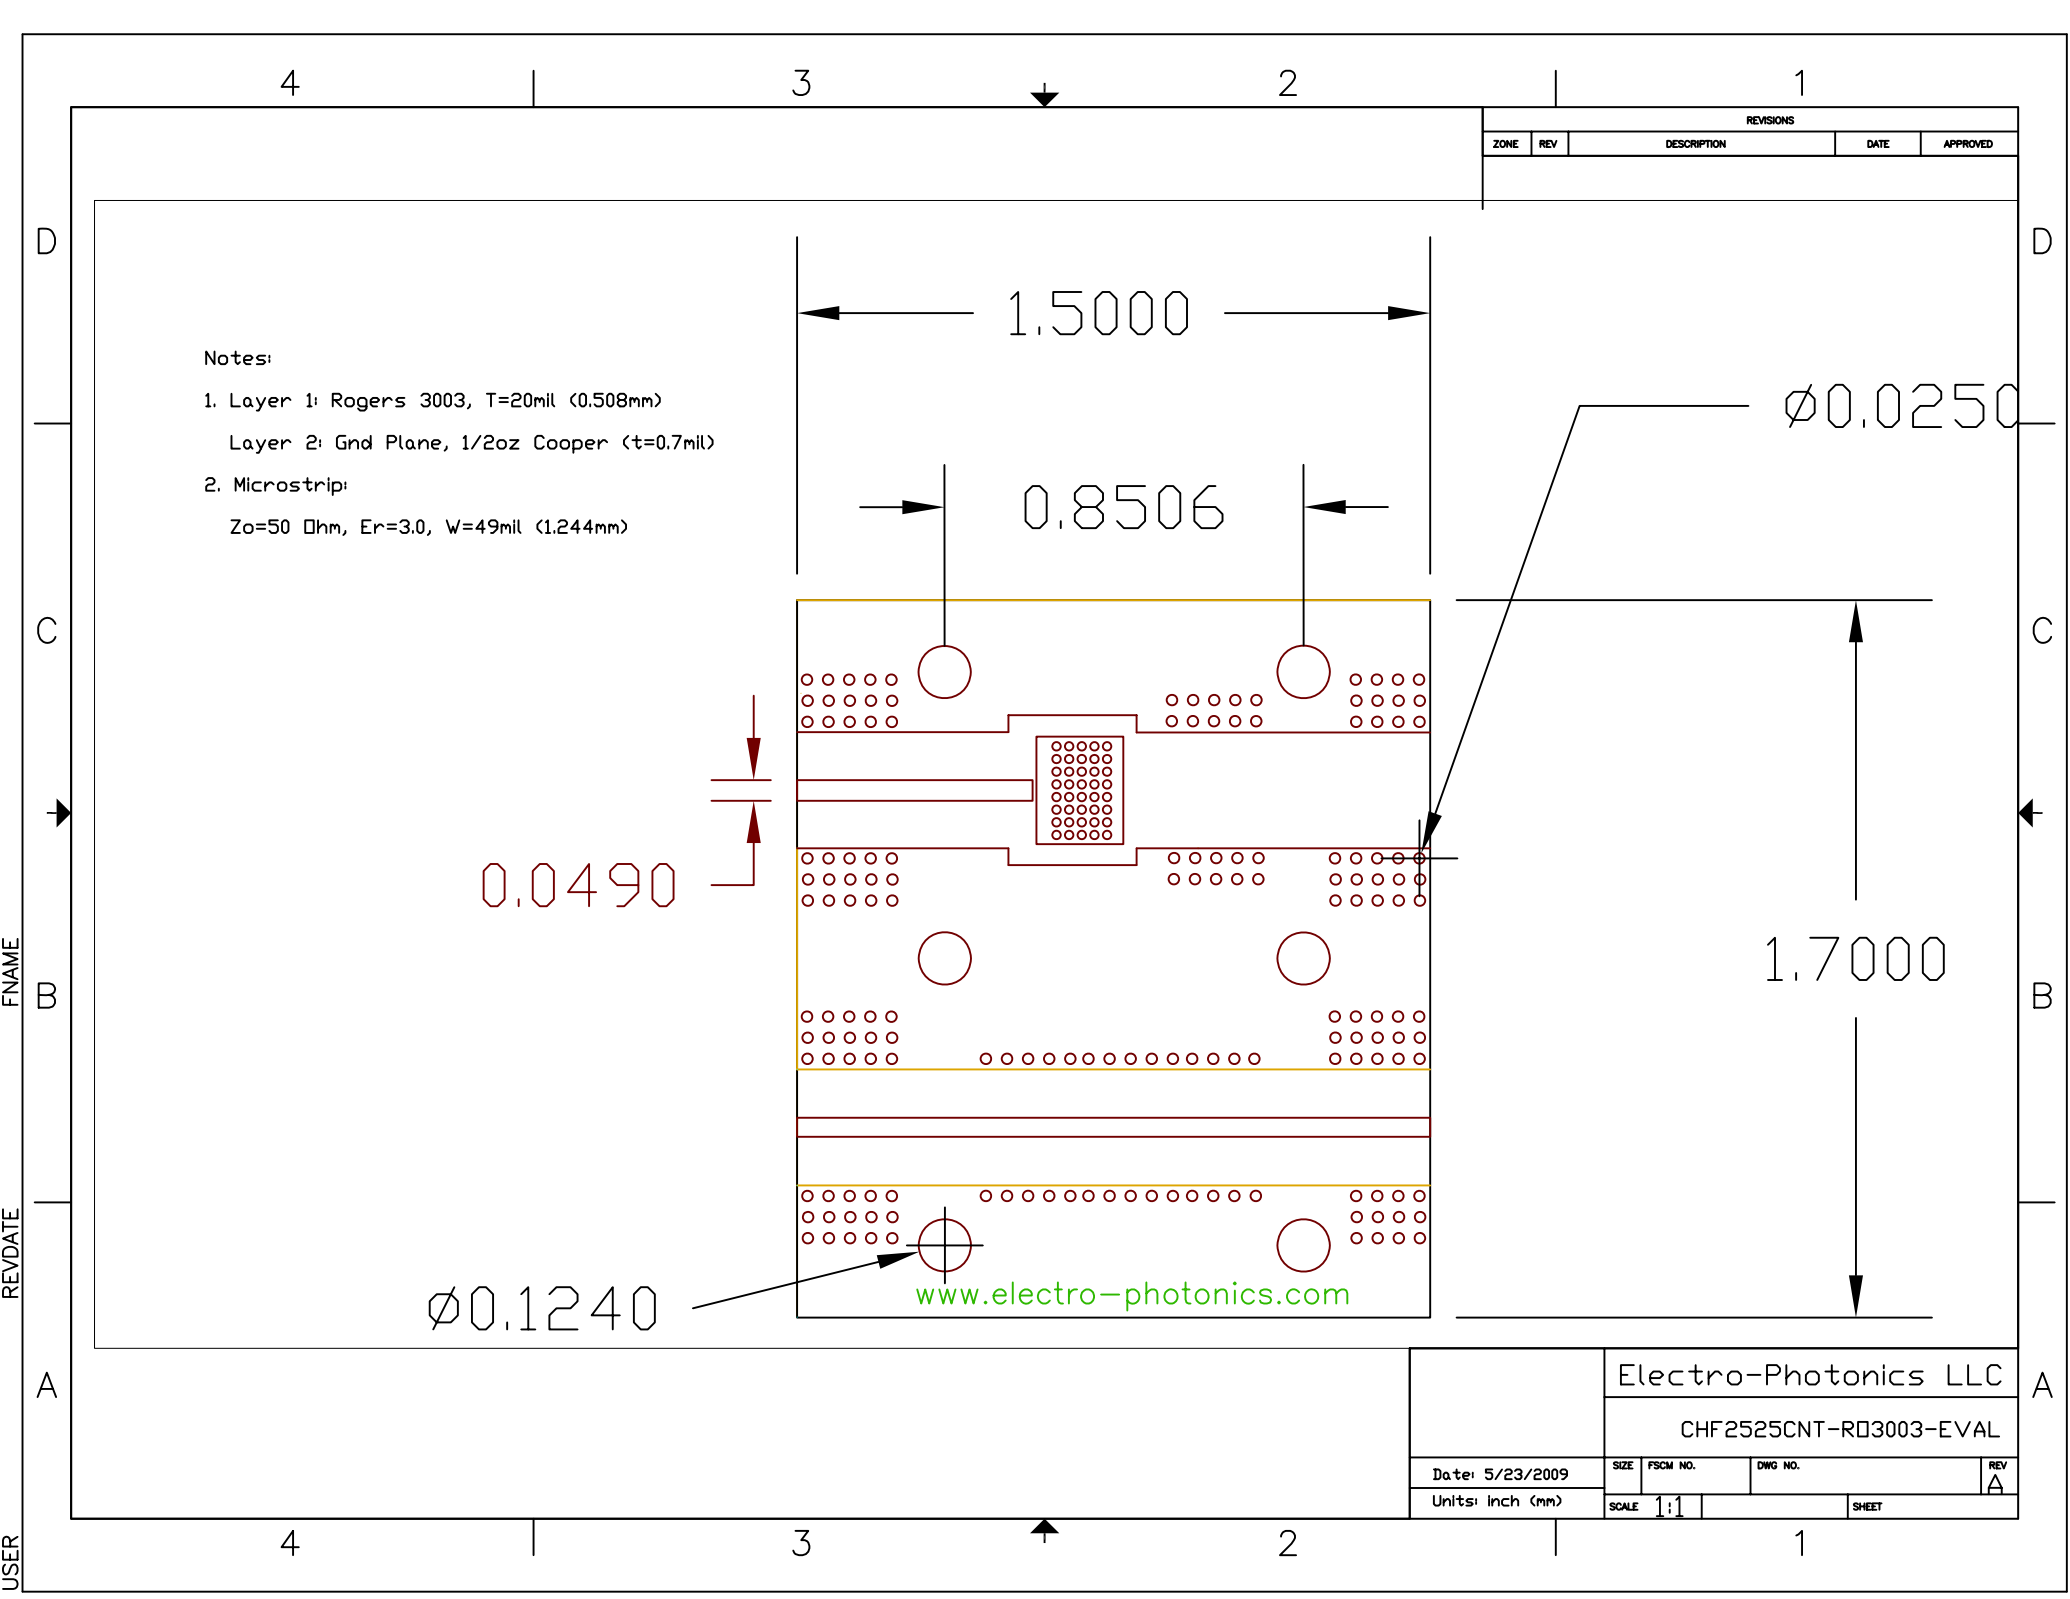 4 3 2 1
REVISIONS
ZONE REV DESCRIPTION DATE APPROVED
D D
1.5000
Notes:
1. Layer 1: Rogers 3003, T=20mil (0.508mm)
Layer 2: Gnd Plane, 1/2oz Cooper (t=0.7mil)
2. Microstrip:
Zo=50 Ohm, Er=3.0, W=49mil (1.244mm)
Ø0.0250
0.8506
C C
0.0490
1.7000
FNAME
B B
REVDATE
Ø0.1240
www.electro-photonics.com
A A
Electro-Photonics LLC
CHF2525CNT-RO3003-EVAL
Date: 5/23/2009
Units: inch (mm)
SIZE FSCM NO. DWG NO. REV
A
SCALE 1:1 SHEET
USER
4 3 2 1